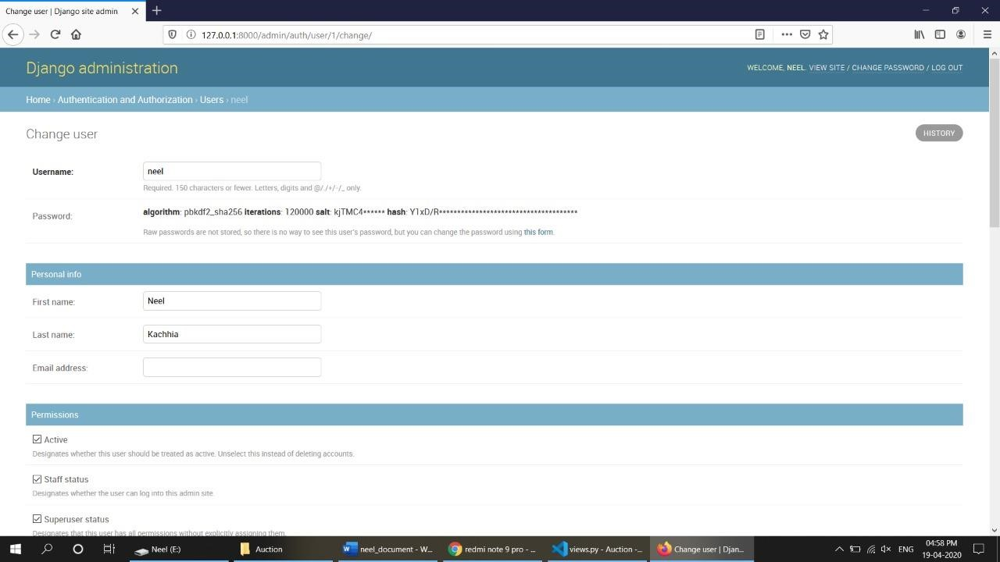 Change user | Django site admin
127.0.0.1:8000/admin/auth/user/1/change/
Django administration
WELCOME, NEEL. VIEW SITE / CHANGE PASSWORD / LOG OUT
Home › Authentication and Authorization › Users › neel
Change user
HISTORY
Username:
neel
Required. 150 characters or fewer. Letters, digits and @/./+/-/_ only.
Password:
algorithm: pbkdf2_sha256 iterations: 120000 salt: kjTMC4****** hash: Y1xD/R**************************************
Raw passwords are not stored, so there is no way to see this user's password, but you can change the password using this form.
Personal info
First name:
Neel
Last name:
Kachhia
Email address:
Permissions
Active
Designates whether this user should be treated as active. Unselect this instead of deleting accounts.
Staff status
Designates whether the user can log into this admin site.
Superuser status
Designates that this user has all permissions without explicitly assigning them.
Neel (E:)
Auction
neel_document - W...
redmi note 9 pro - ...
views.py - Auction -...
Change user | Djan...
ENG
04:58 PM
19-04-2020